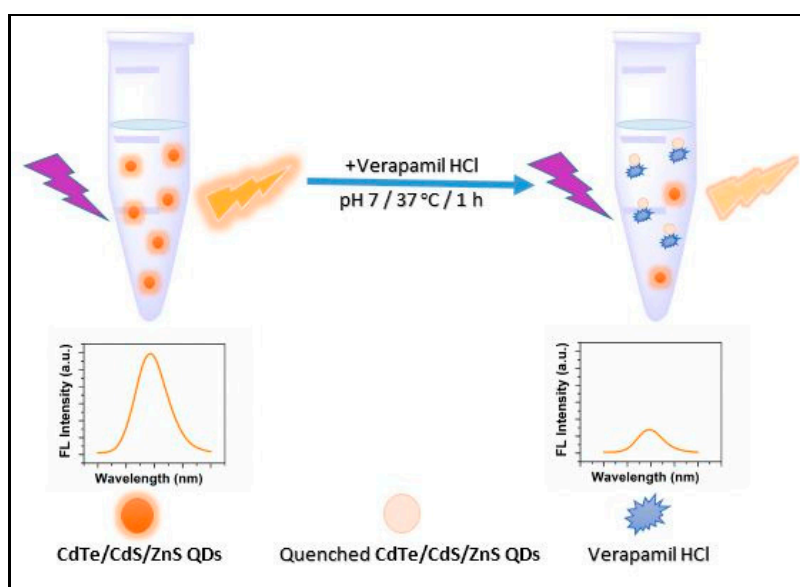 +Verapamil HCl
pH 7 / 37 °C / 1 h
FL Intensity (a.u.)
Wavelength (nm)
FL Intensity (a.u.)
Wavelength (nm)
CdTe/CdS/ZnS QDs
Quenched CdTe/CdS/ZnS QDs
Verapamil HCl